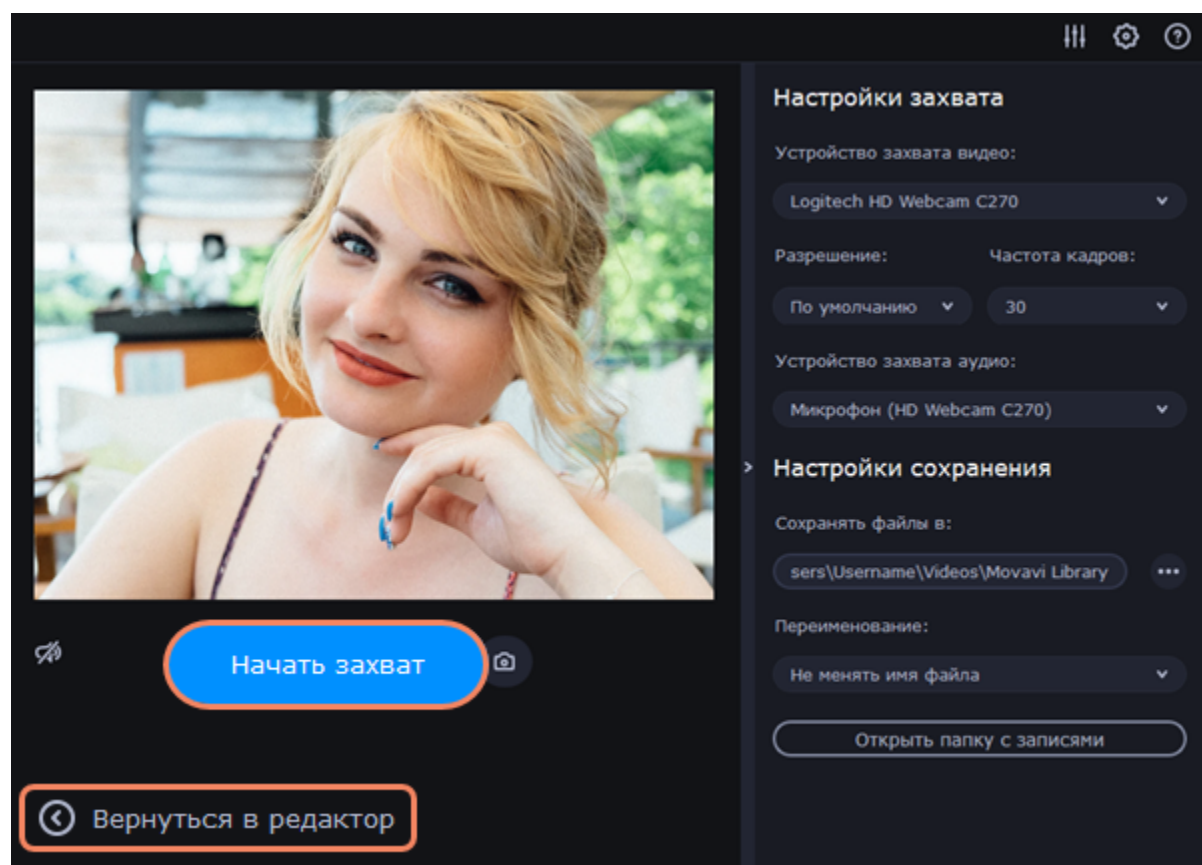 Настройки захвата
Устройство захвата видео:
Logitech HD Webcam C270
Разрешение: Частота кадров:
По умолчанию 30
Устройство захвата аудио:
Микрофон (HD Webcam C270)
Настройки сохранения
Сохранять файлы в:
sers\Username\Videos\Movavi Library
Переименование:
Не менять имя файла
Открыть папку с записями
Начать захват
Вернуться в редактор